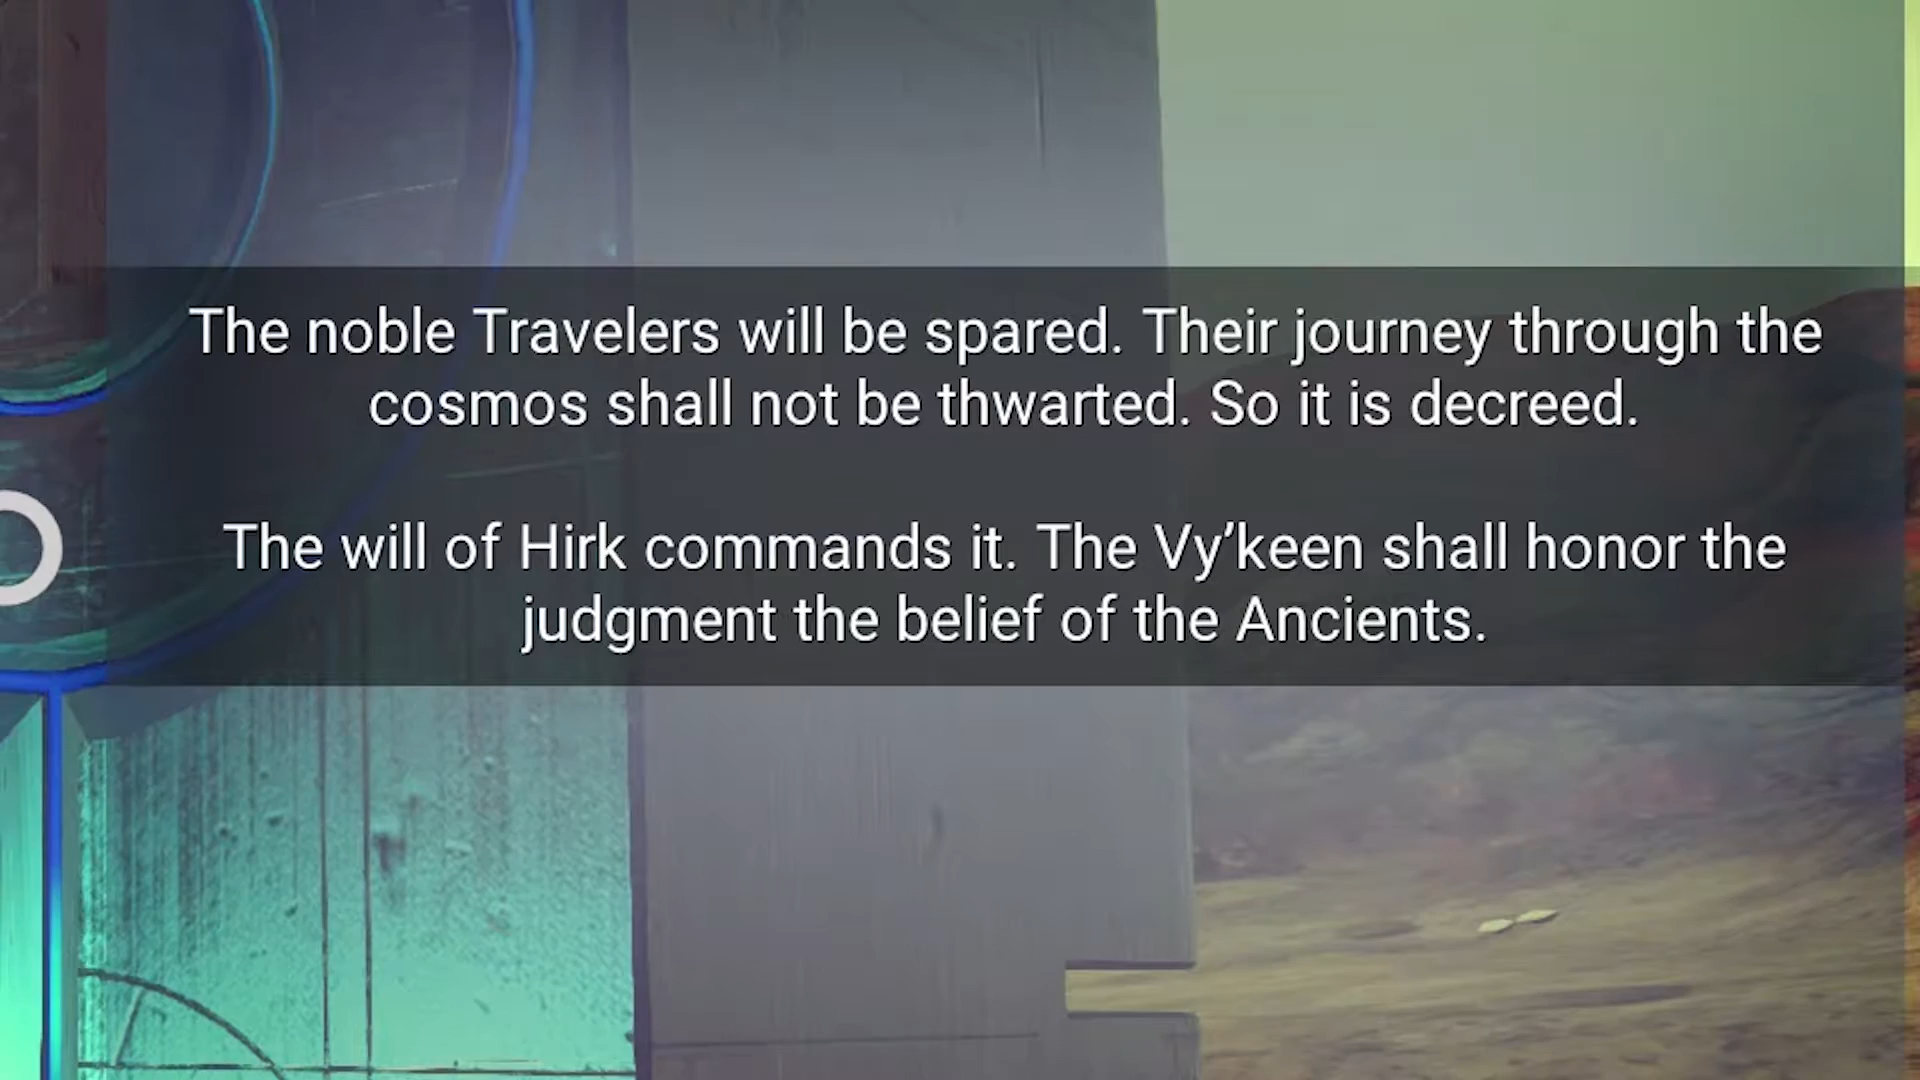 The noble Travelers will be spared. Their journey through the
cosmos shall not be thwarted. So it is decreed.
The will of Hirk commands it. The Vy’keen shall honor the
judgment the belief of the Ancients.